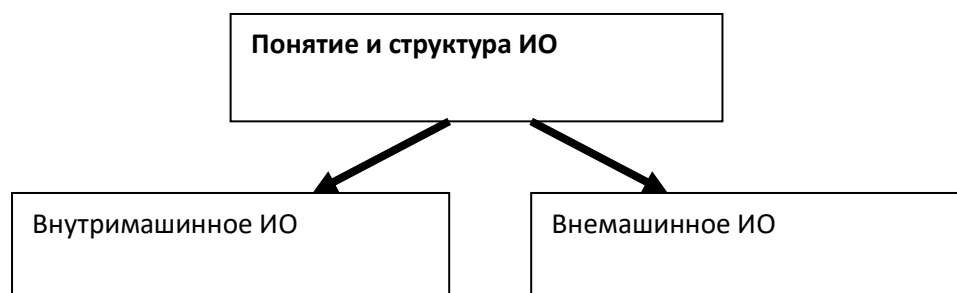 Понятие и структура ИО
Внутримашинное ИО
Внемашинное ИО